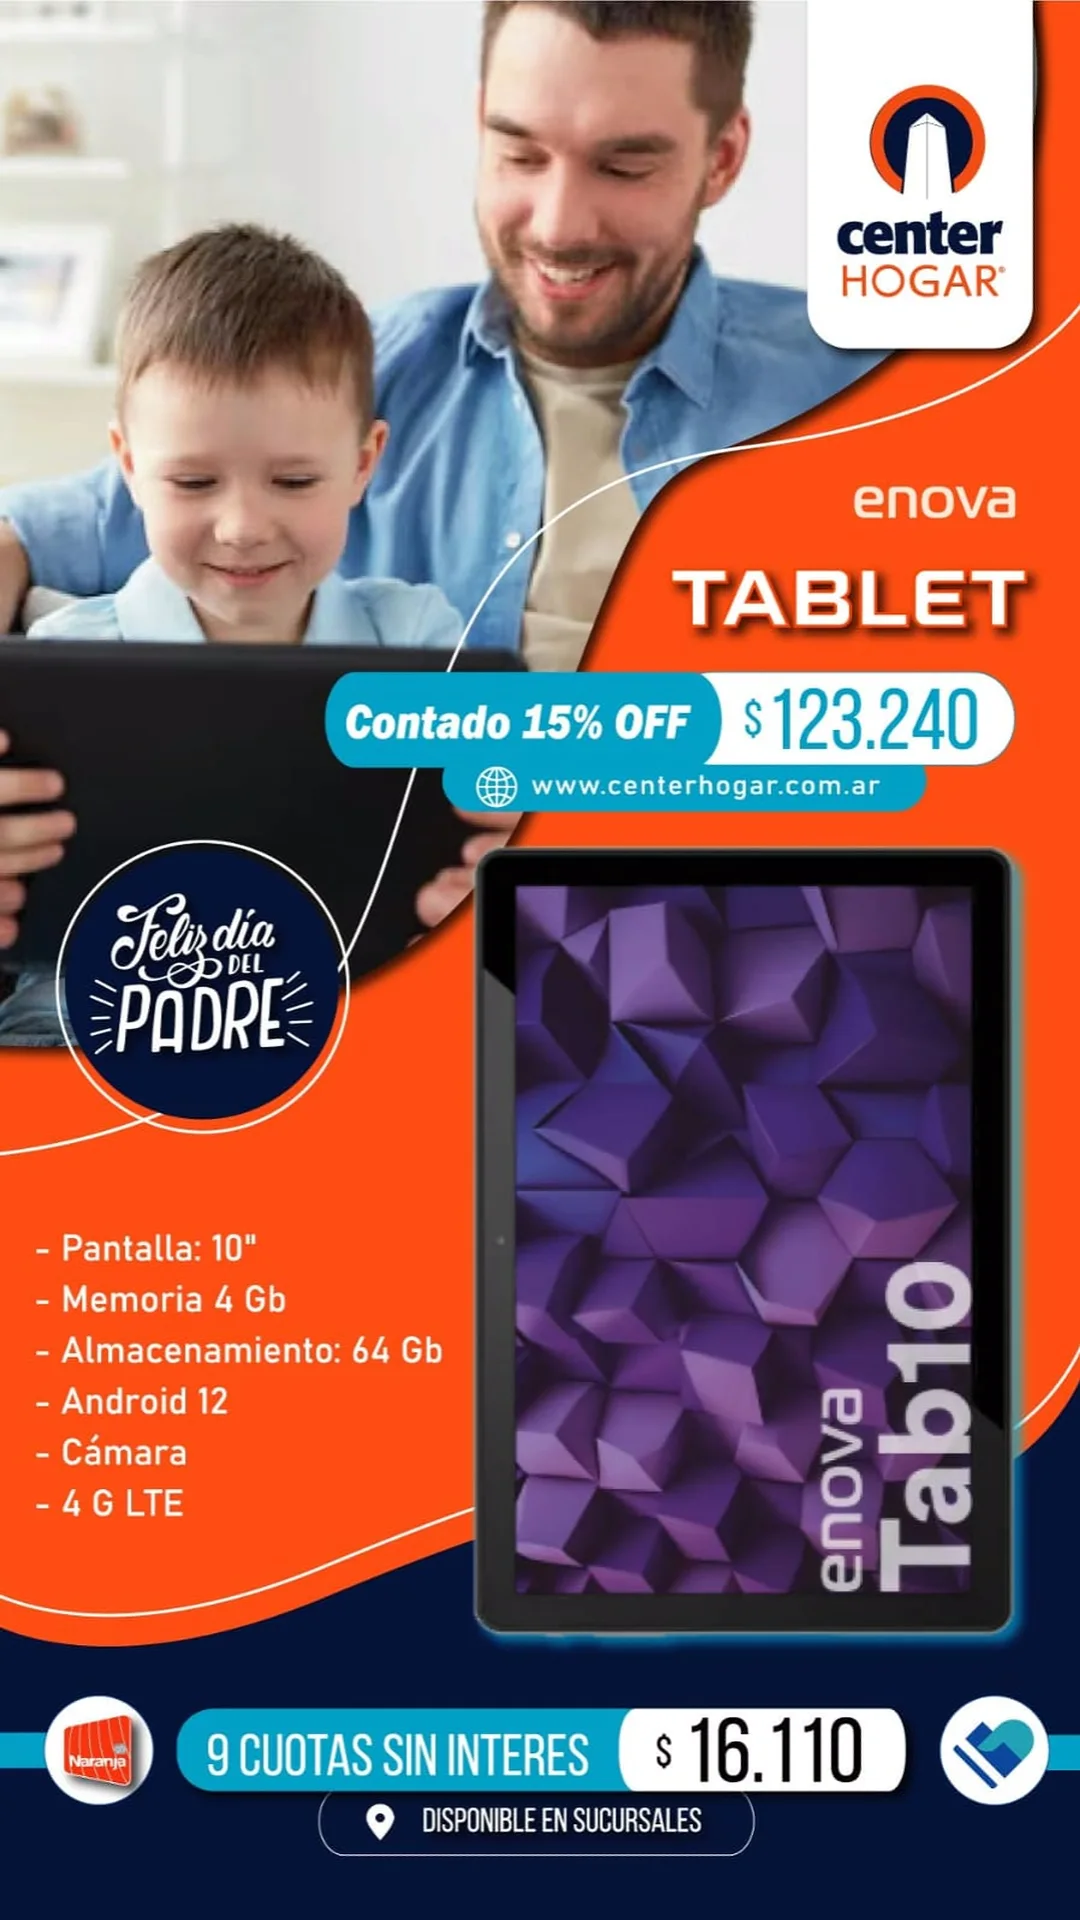 center
HOGAR®
enova
TABLET
Contado 15% OFF $ 123.240
www.centerhogar.com.ar
Feliz día
DEL
PADRE
- Pantalla: 10"
- Memoria 4 Gb
- Almacenamiento: 64 Gb
- Android 12
- Cámara
- 4 G LTE
enova
Tab10
Naranja
9 CUOTAS SIN INTERES $ 16.110
DISPONIBLE EN SUCURSALES